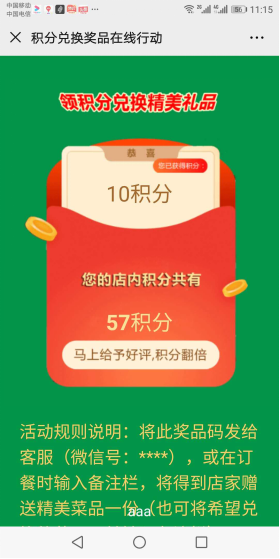 中国移动
中国电信
11:15
积分兑换奖品在线行动
领积分兑换精美礼品
恭 喜
您已获得积分：
10积分
您的店内积分共有
57积分
马上给予好评,积分翻倍
活动规则说明：将此奖品码发给
客服（微信号：****），或在订
餐时输入备注栏，将得到店家赠
送精美菜品一份（也可将希望兑
aaa